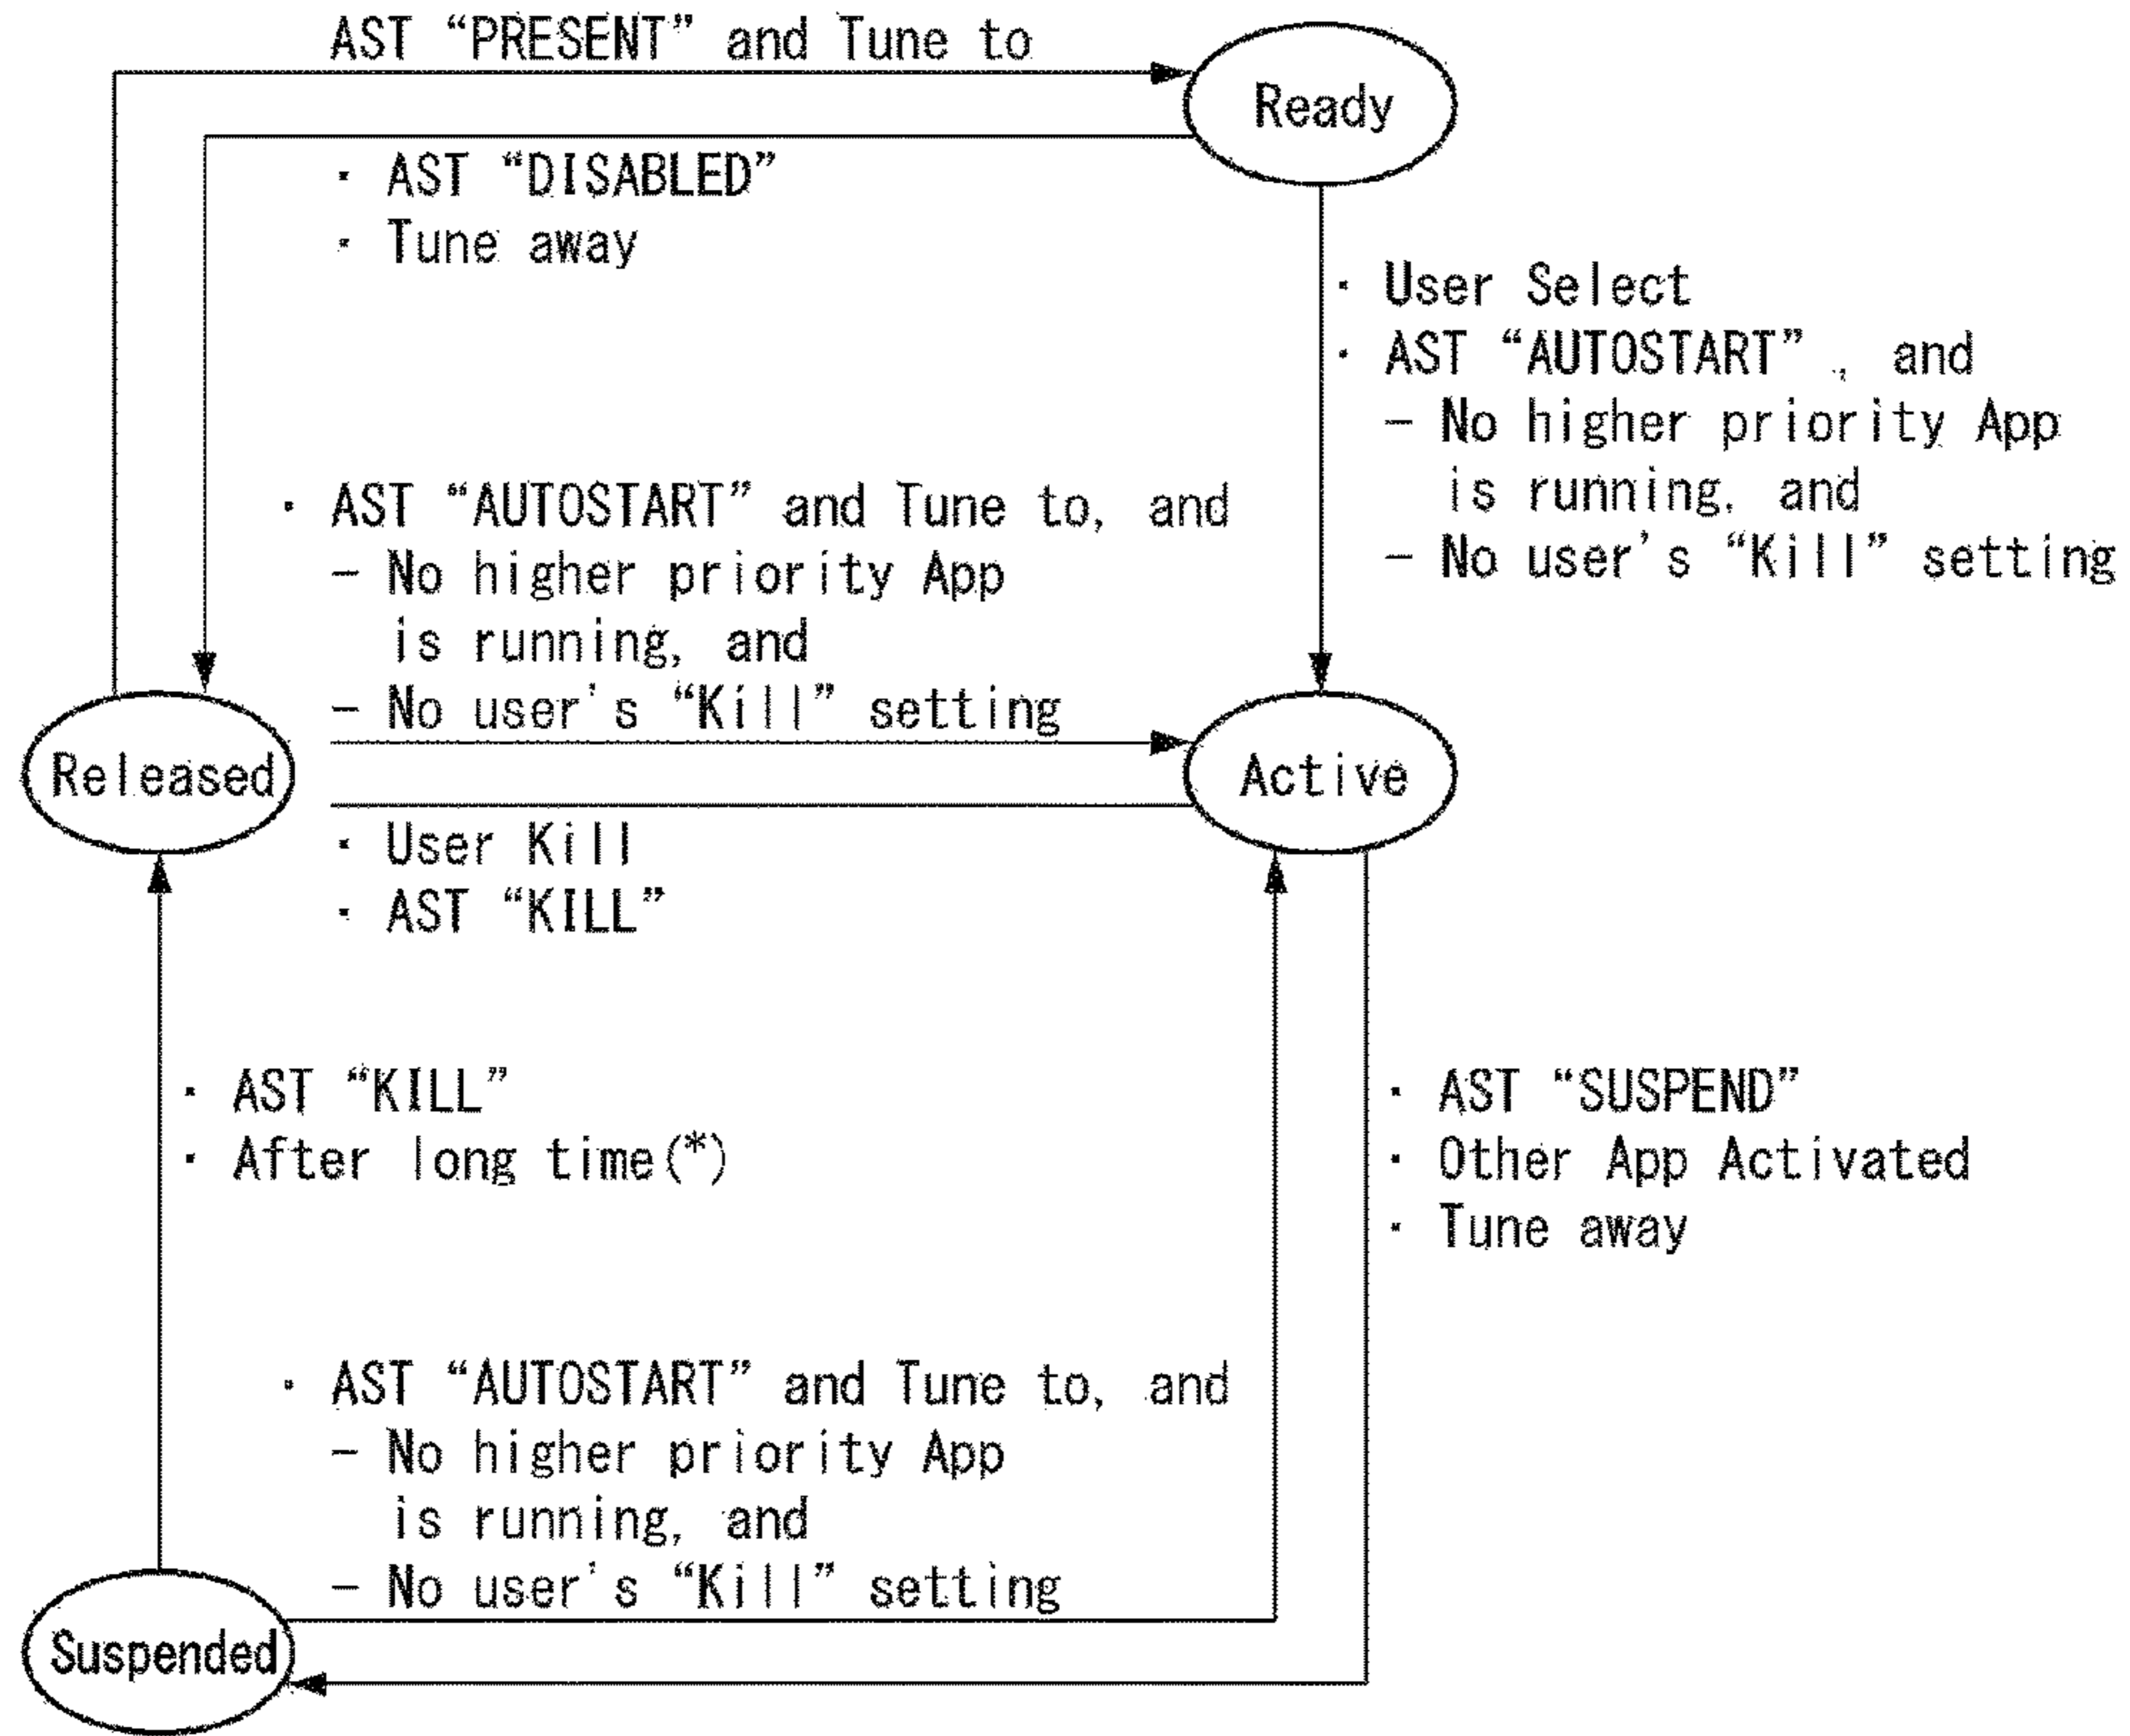 AST “PRESENT” and Tune to
Ready
· AST “DISABLED”
· Tune away
· User Select
· AST “AUTOSTART”, and
– No higher priority App
is running, and
– No user's “Kill” setting
· AST “AUTOSTART” and Tune to, and
– No higher priority App
is running, and
– No user's “Kill” setting
Released
Active
· User Kill
· AST “KILL”
· AST “KILL”
· After long time(*)
· AST “SUSPEND”
· Other App Activated
· Tune away
· AST “AUTOSTART” and Tune to, and
– No higher priority App
is running, and
– No user's “Kill” setting
Suspended